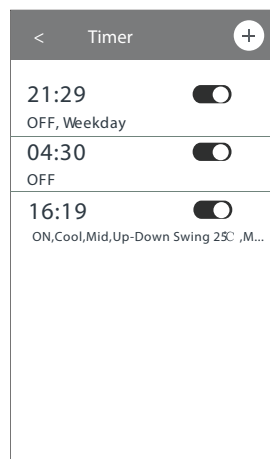 < Timer +
21:29
OFF, Weekday
04:30
OFF
16:19
ON,Cool,Mid,Up-Down Swing 25℃ ,M...